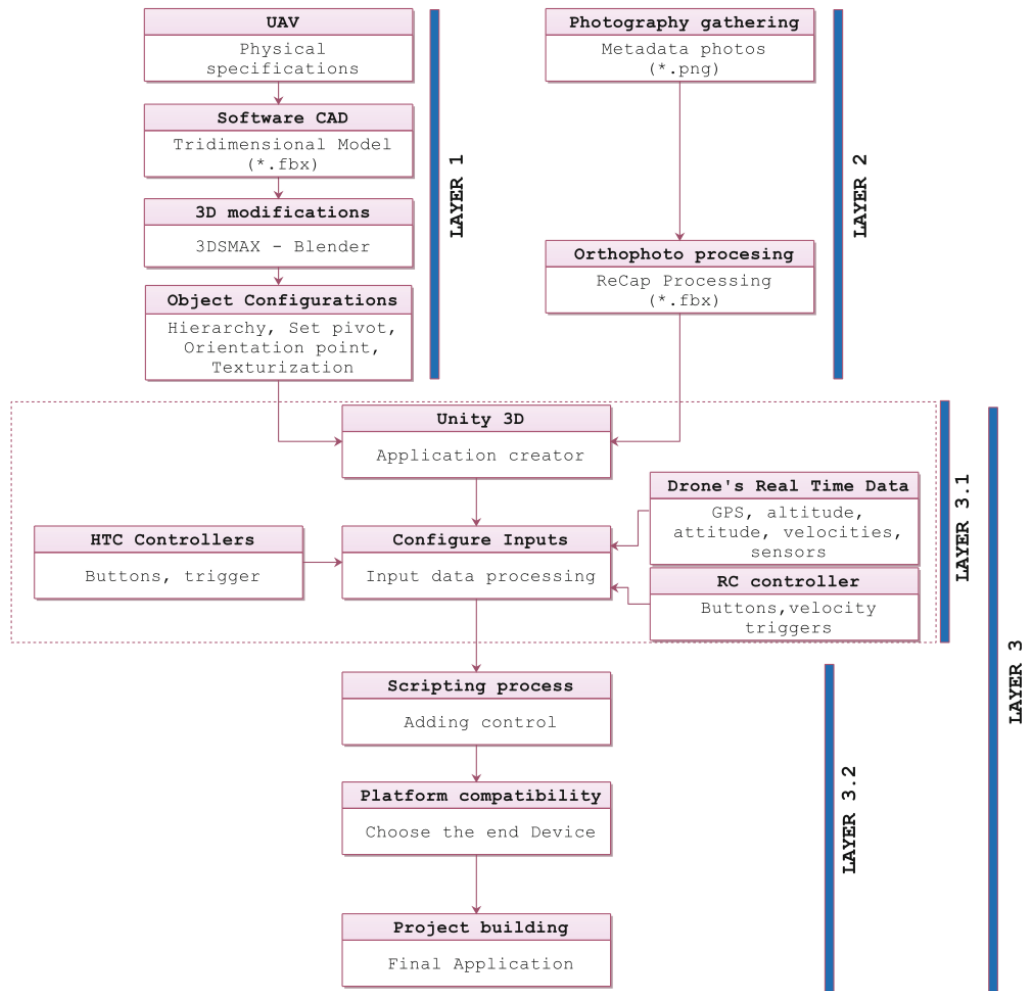 UAV
Physical
specifications
Software CAD
Tridimensional Model
(*.fbx)
3D modifications
3DSMAX - Blender
Object Configurations
Hierarchy, Set pivot,
Orientation point,
Texturization
LAYER 1
Photography gathering
Metadata photos
(*.png)
Orthophoto procesing
ReCap Processing
(*.fbx)
LAYER 2
Unity 3D
Application creator
HTC Controllers
Buttons, trigger
Configure Inputs
Input data processing
Drone's Real Time Data
GPS, altitude,
attitude, velocities,
sensors
RC controller
Buttons,velocity
triggers
LAYER 3.1
Scripting process
Adding control
Platform compatibility
Choose the end Device
Project building
Final Application
LAYER 3.2
LAYER 3